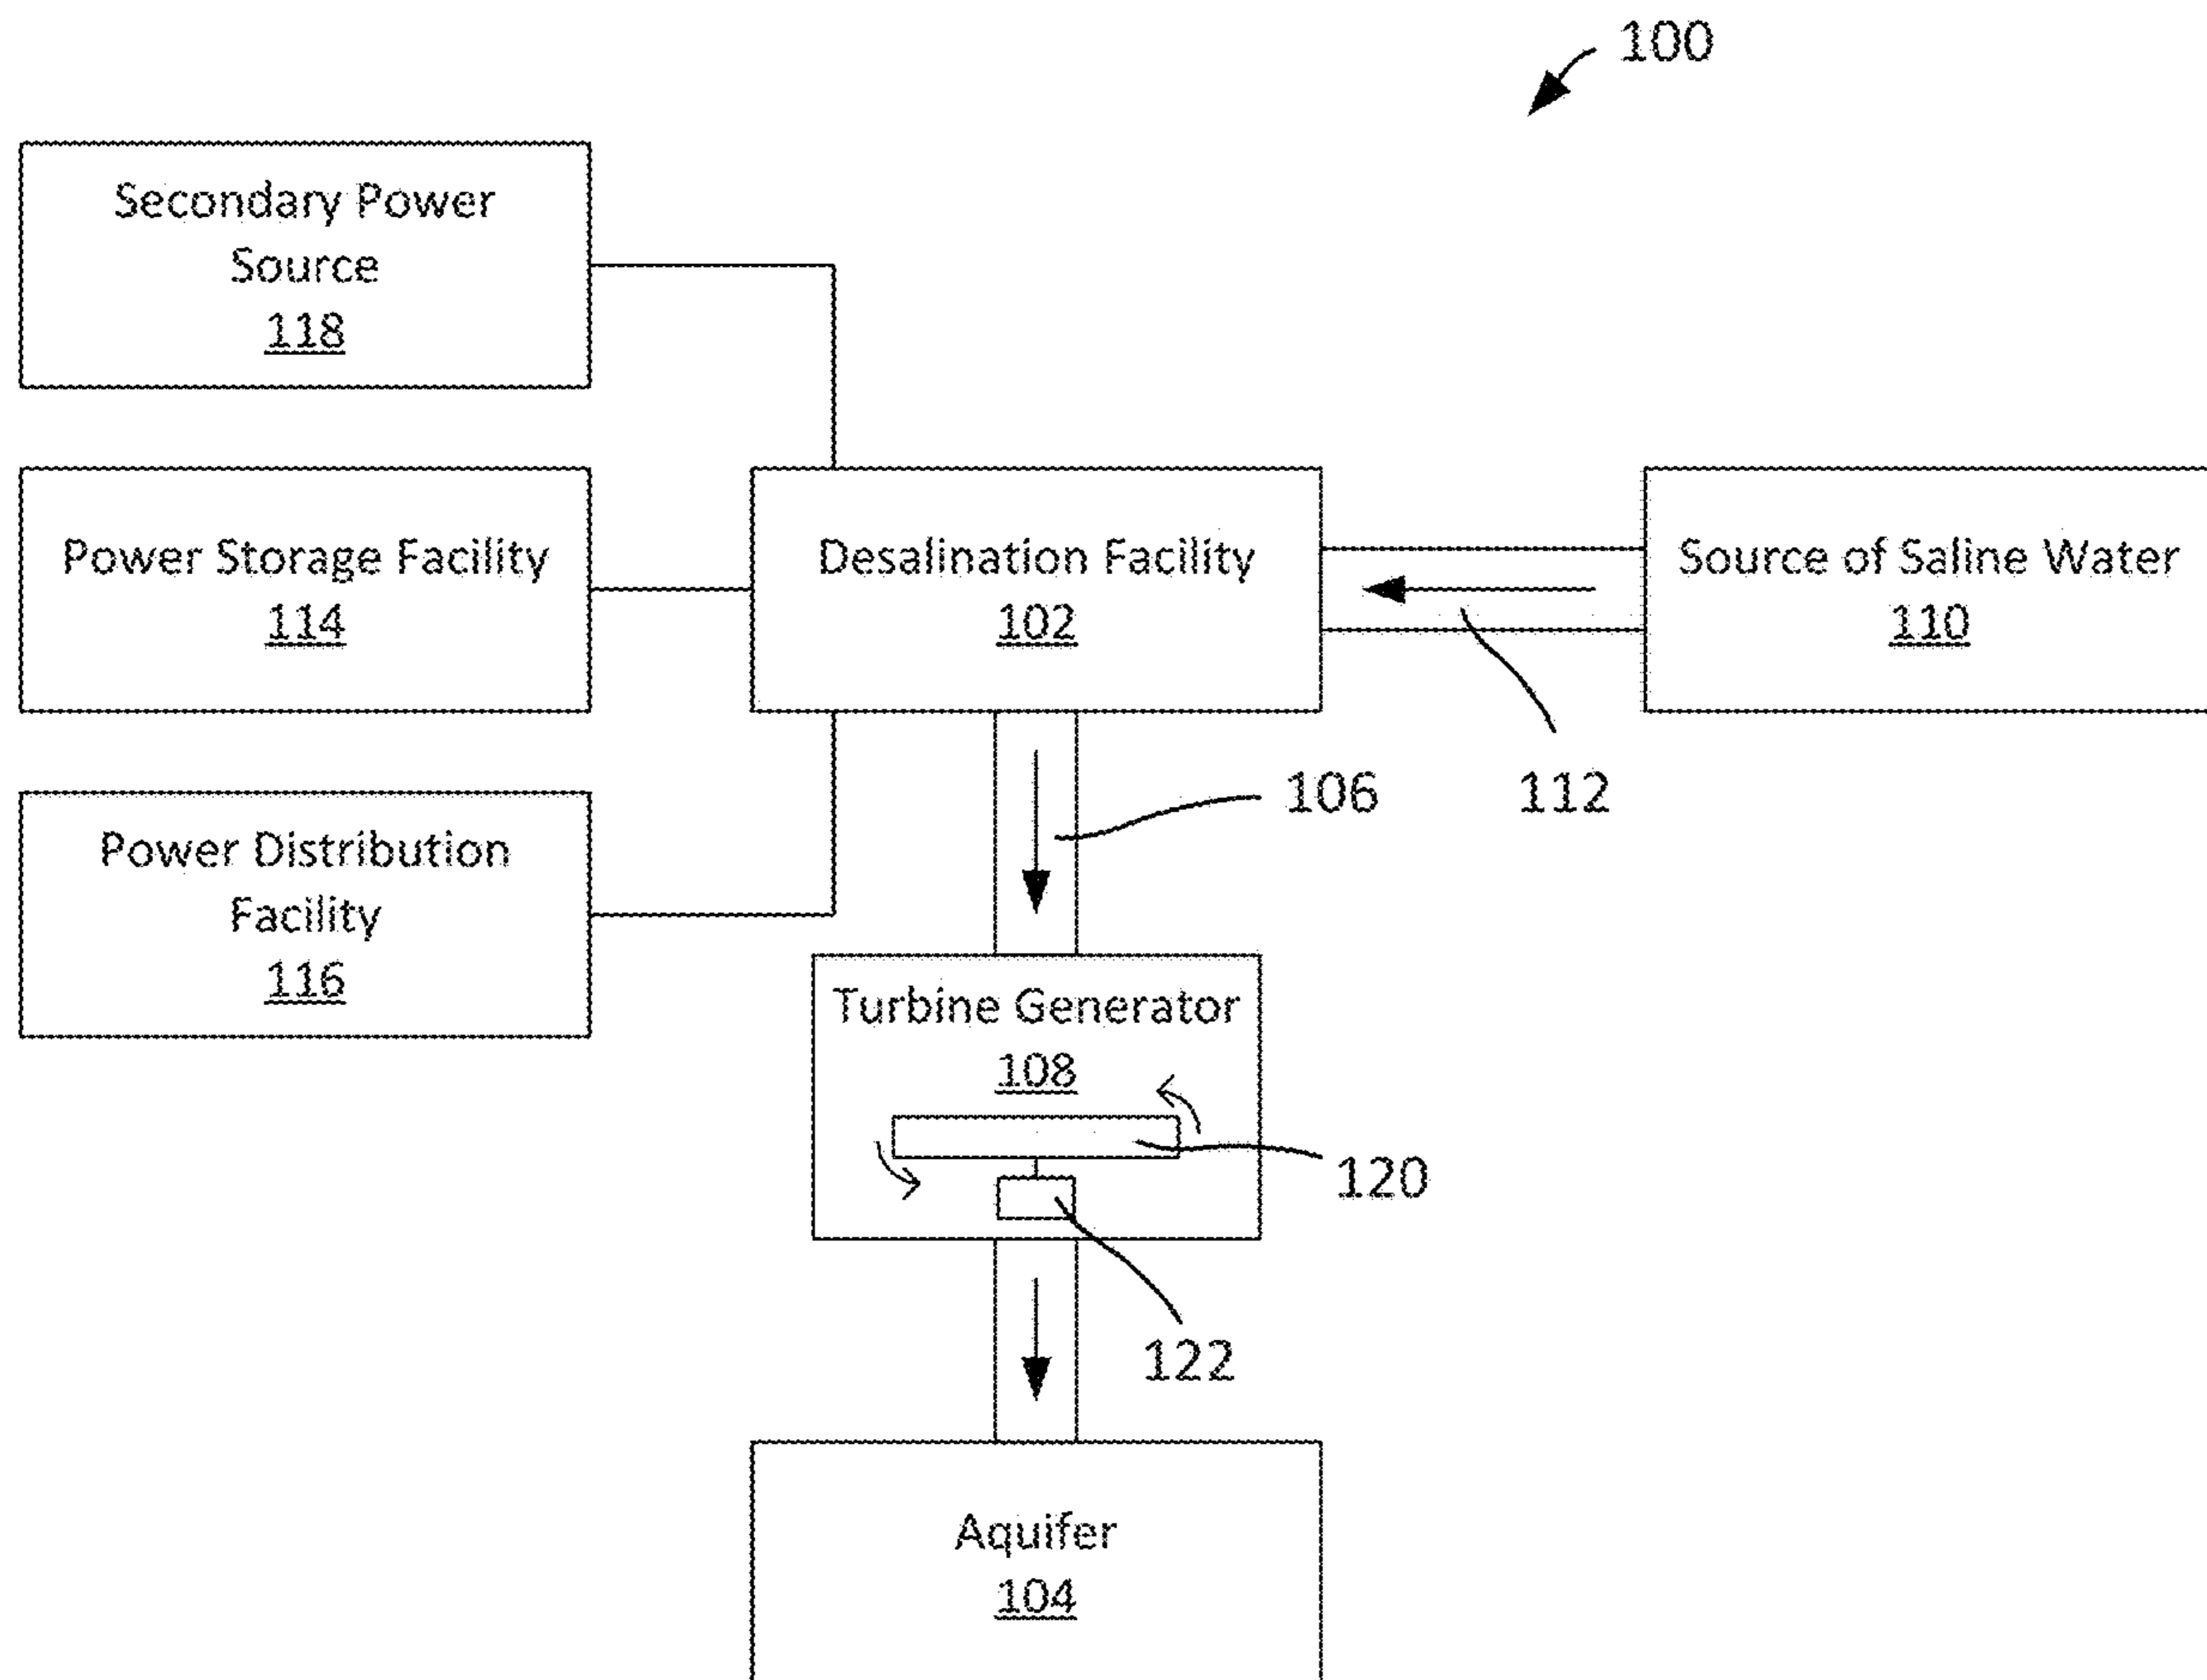 100
Secondary Power
Source
118
Power Storage Facility
114
Desalination Facility
102
Source of Saline Water
110
106
112
Power Distribution
Facility
116
Turbine Generator
108
120
122
Aquifer
104